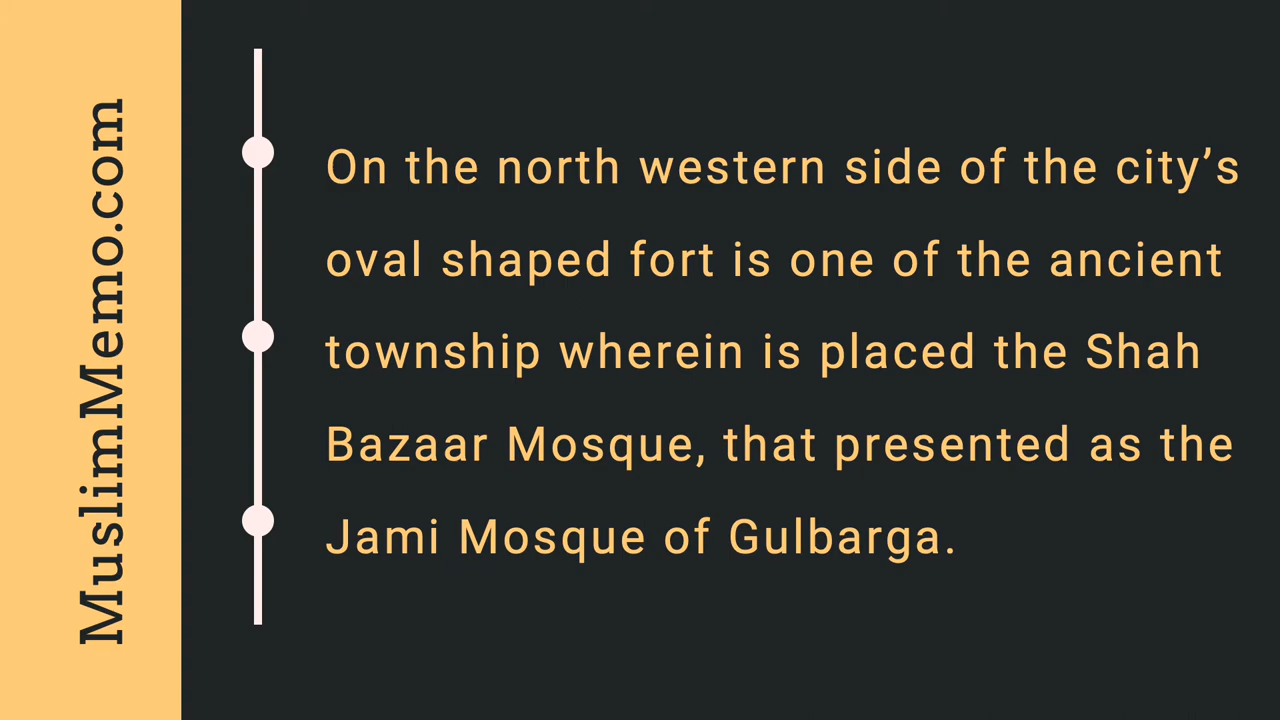 MuslimMemo.com
On the north western side of the city’s
oval shaped fort is one of the ancient
township wherein is placed the Shah
Bazaar Mosque, that presented as the
Jami Mosque of Gulbarga.